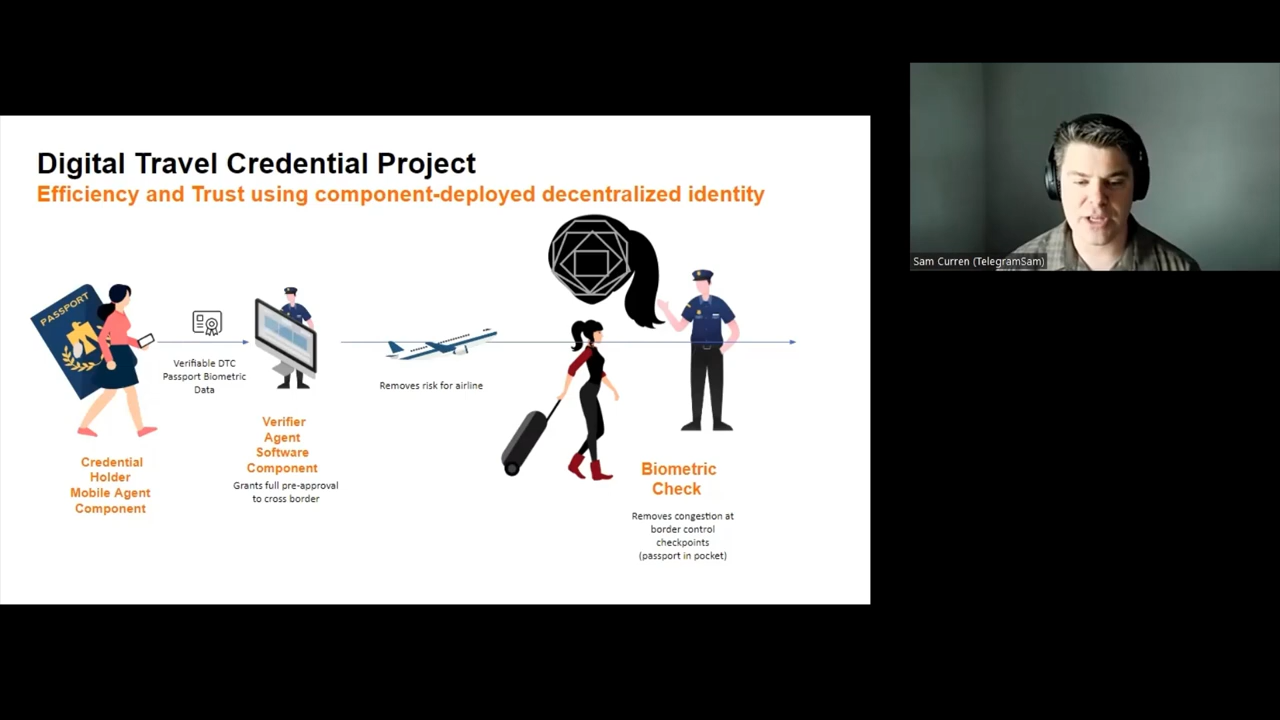 Digital Travel Credential Project
Efficiency and Trust using component-deployed decentralized identity
PASSPORT
Verifiable DTC
Passport Biometric
Data
Credential
Holder
Mobile Agent
Component
Verifier
Agent
Software
Component
Grants full pre-approval
to cross border
Removes risk for airline
Biometric
Check
Removes congestion at
border control
checkpoints
(passport in pocket)
Sam Curren (TelegramSam)